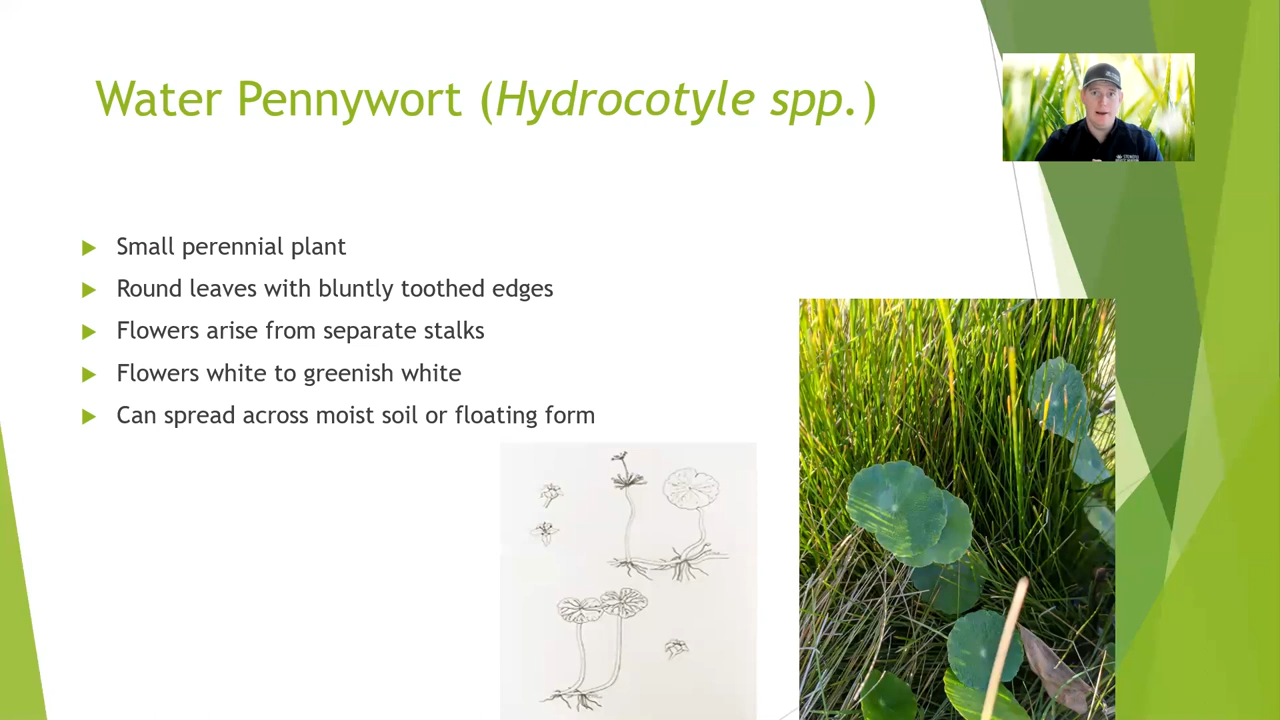 Water Pennywort (Hydrocotyle spp.)
Small perennial plant
Round leaves with bluntly toothed edges
Flowers arise from separate stalks
Flowers white to greenish white
Can spread across moist soil or floating form